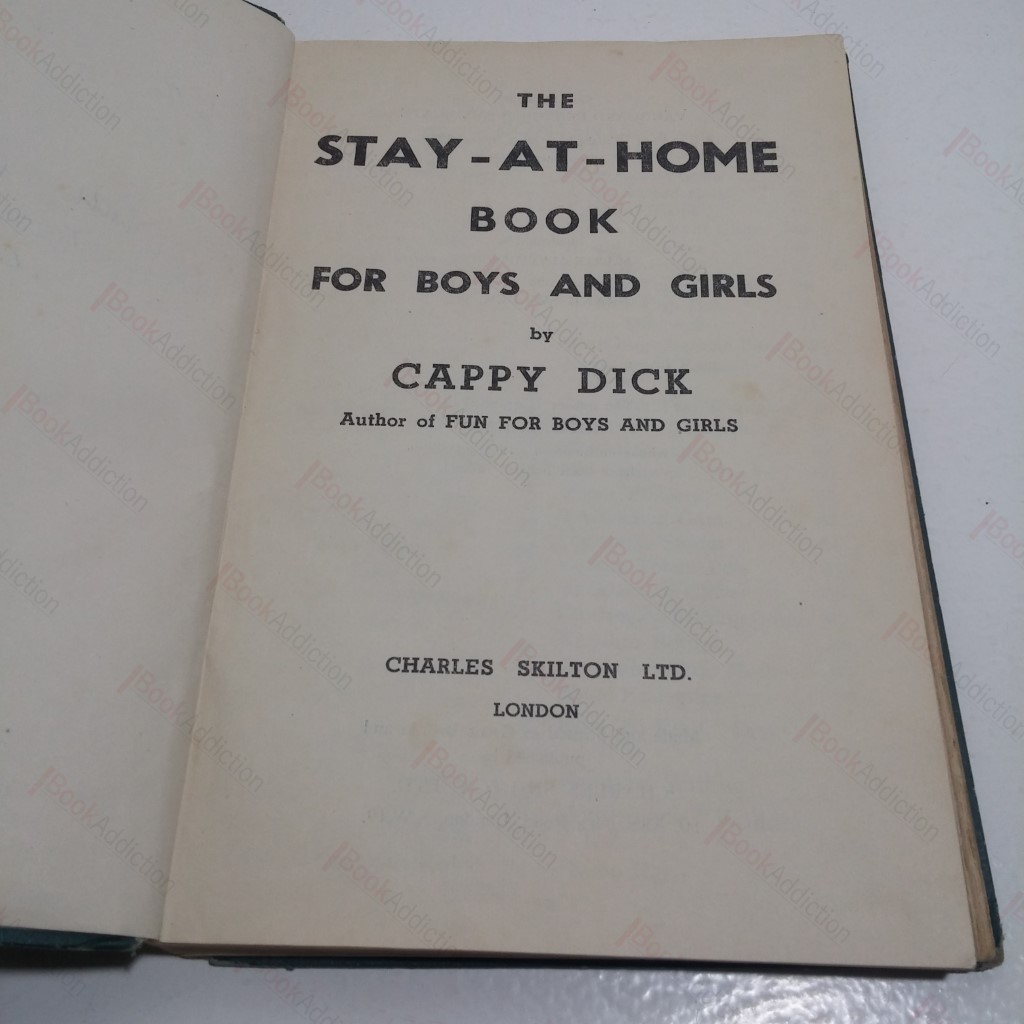 THE
STAY-AT-HOME
BOOK
FOR BOYS AND GIRLS
by
CAPPY DICK
Author of FUN FOR BOYS AND GIRLS
CHARLES SKILTON LTD.
LONDON
BookAddiction